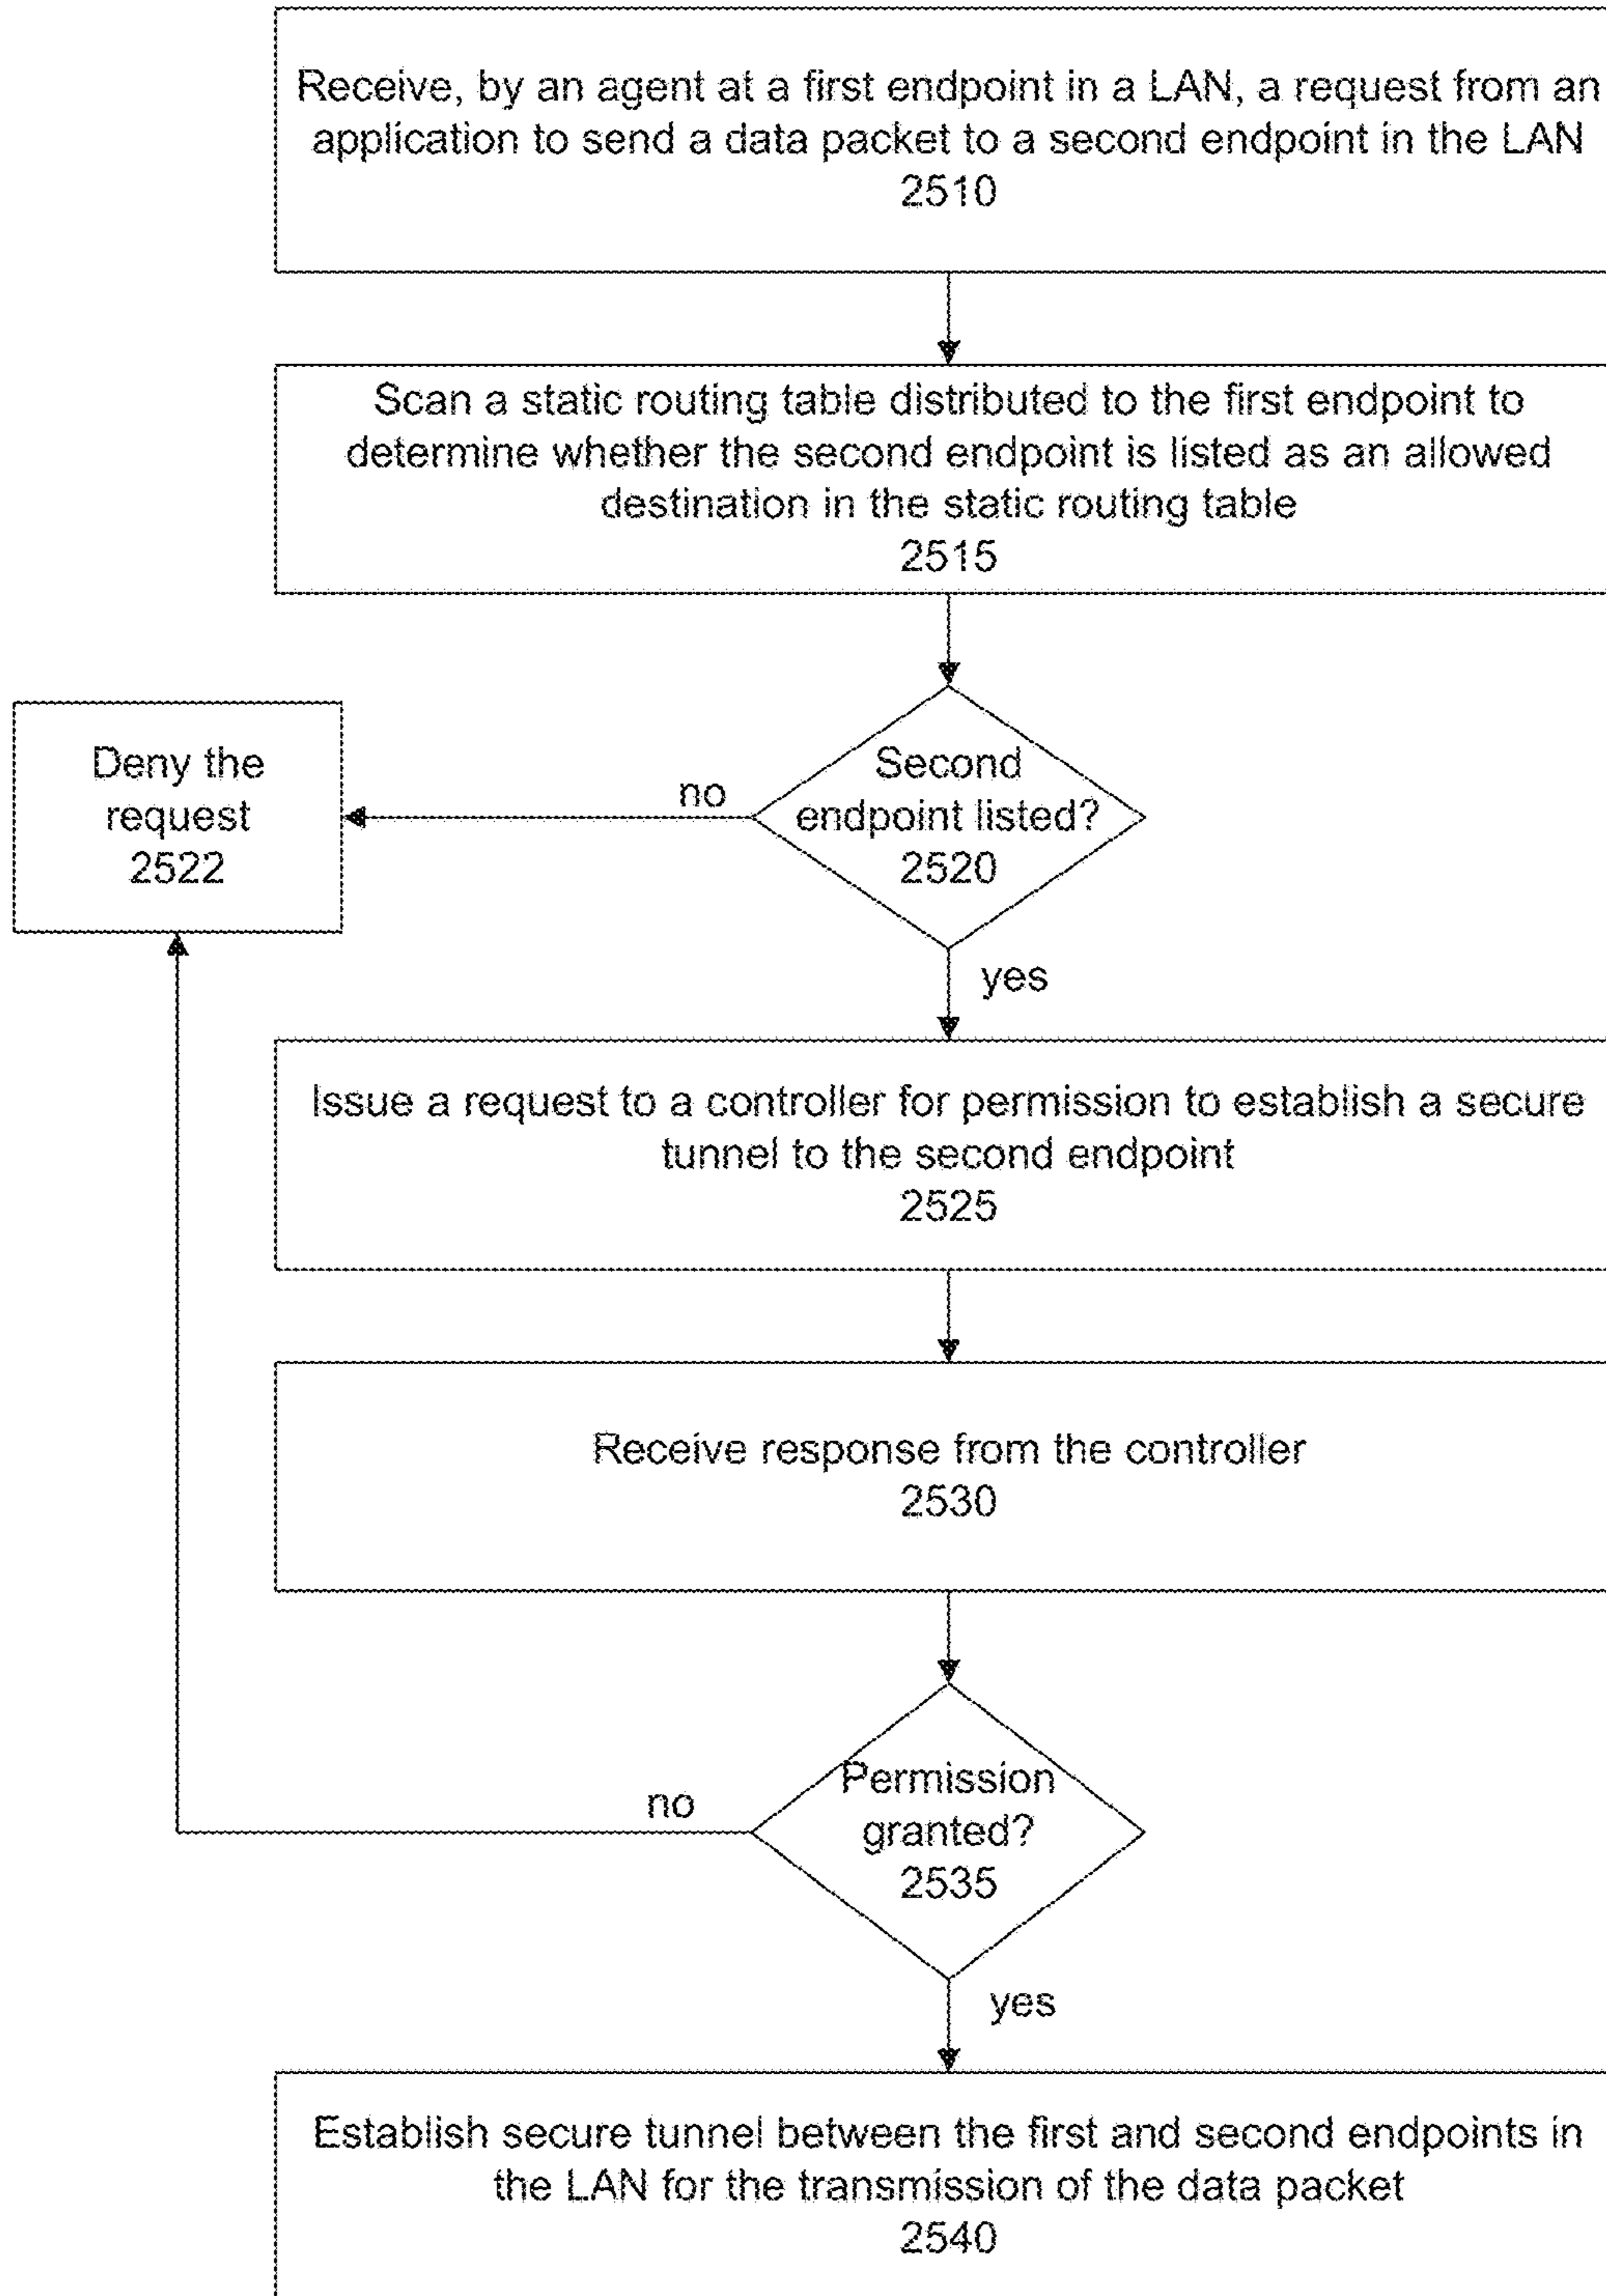 Receive, by an agent at a first endpoint in a LAN, a request from an
application to send a data packet to a second endpoint in the LAN
2510
Scan a static routing table distributed to the first endpoint to
determine whether the second endpoint is listed as an allowed
destination in the static routing table
2515
Deny the
request
2522
no
Second
endpoint listed?
2520
yes
Issue a request to a controller for permission to establish a secure
tunnel to the second endpoint
2525
Receive response from the controller
2530
no
Permission
granted?
2535
yes
Establish secure tunnel between the first and second endpoints in
the LAN for the transmission of the data packet
2540